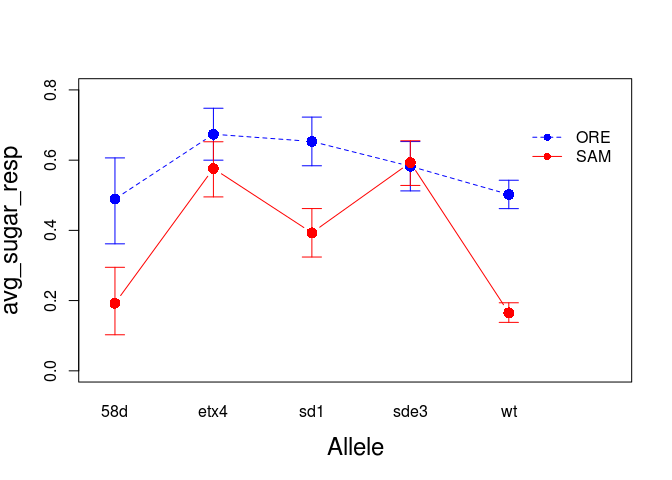 avg_sugar_resp
0.8
0.6
0.4
0.2
0.0
ORE
SAM
58d etx4 sd1 sde3 wt
Allele